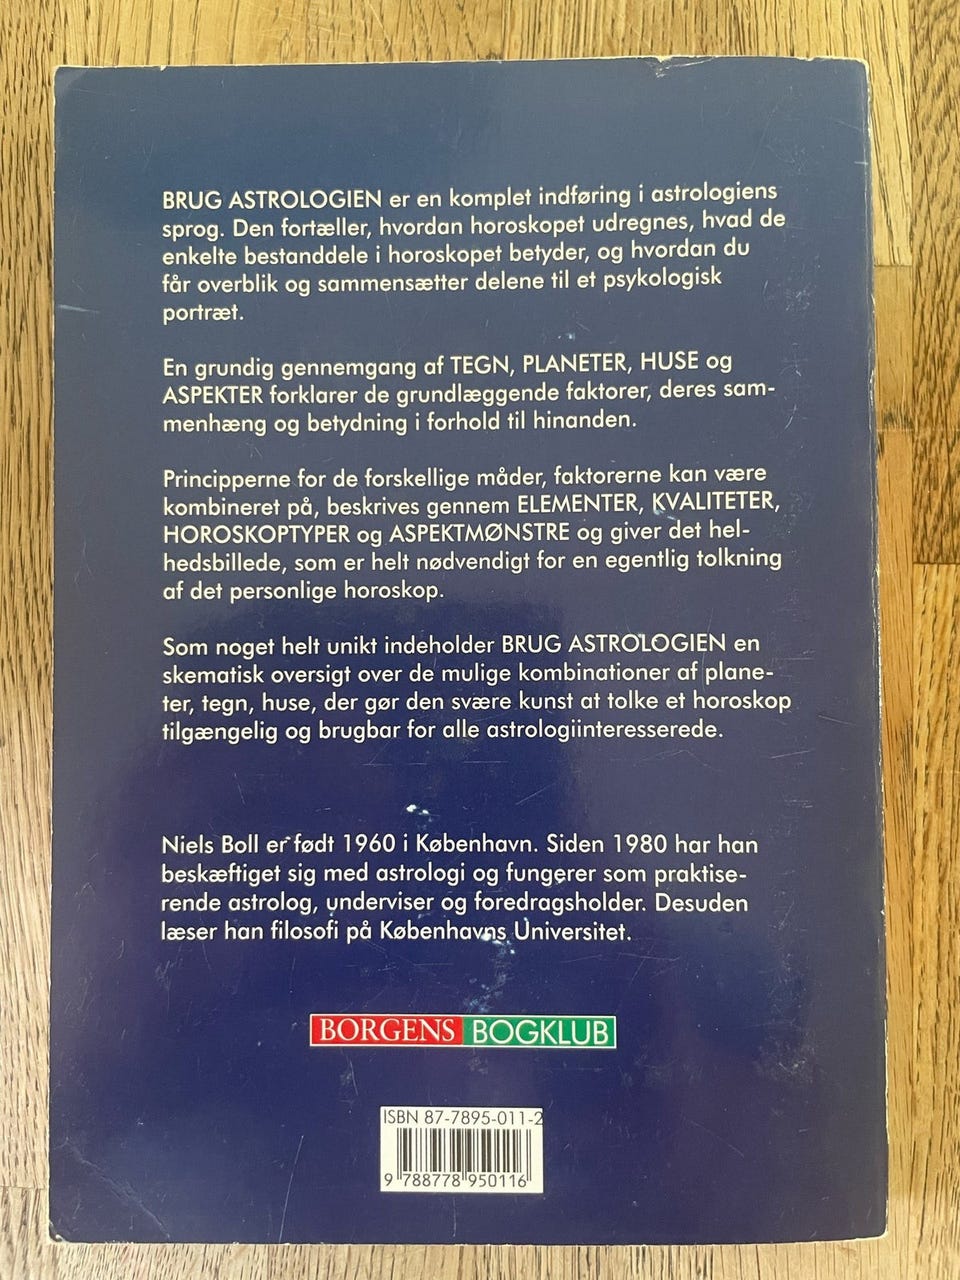 BRUG ASTROLOGIEN er en komplet indføring i astrologiens
sprog. Den fortæller, hvordan horoskopet udregnes, hvad de
enkelte bestanddele i horoskopet betyder, og hvordan du
får overblik og sammensætter delene til et psykologisk
portræt.
En grundig gennemgang af TEGN, PLANETER, HUSE og
ASPEKTER forklarer de grundlæggende faktorer, deres sam-
menhæng og betydning i forhold til hinanden.
Principperne for de forskellige måder, faktorerne kan være
kombineret på, beskrives gennem ELEMENTER, KVALITETER,
HOROSKOPTYPER og ASPEKTMØNSTRE og giver det hel-
hedsbillede, som er helt nødvendigt for en egentlig tolkning
af det personlige horoskop.
Som noget helt unikt indeholder BRUG ASTROLOGIEN en
skematisk oversigt over de mulige kombinationer af plane-
ter, tegn, huse, der gør den svære kunst at tolke et horoskop
tilgængelig og brugbar for alle astrologiinteresserede.
Niels Boll er født 1960 i København. Siden 1980 har han
beskæftiget sig med astrologi og fungerer som praktise-
rende astrolog, underviser og foredragsholder. Desuden
læser han filosofi på Københavns Universitet.
BORGENS BOGKLUB
ISBN 87-7895-011-2
9 788778 950116